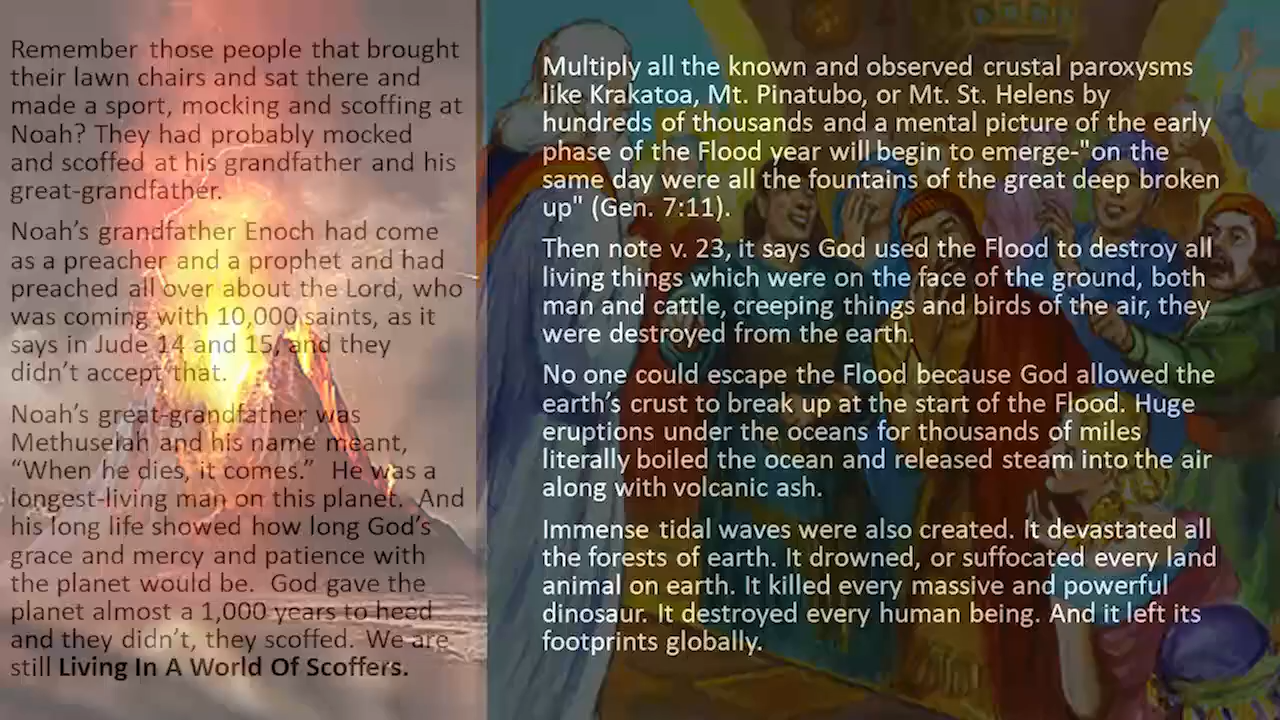 Remember those people that brought
their lawn chairs and sat there and
made a sport, mocking and scoffing at
Noah? They had probably mocked
and scoffed at his grandfather and his
great-grandfather.
Noah’s grandfather Enoch had come
as a preacher and a prophet and had
preached all over about the Lord, who
was coming with 10,000 saints, as it
says in Jude 14 and 15, and they
didn’t accept that.
Noah’s great-grandfather was
Methuselah and his name meant,
“When he dies, it comes.” He was a
longest-living man on this planet. And
his long life showed how long God’s
grace and mercy and patience with
the planet would be. God gave the
planet almost a 1,000 years to heed
and they didn’t, they scoffed. We are
still Living In A World Of Scoffers.
Multiply all the known and observed crustal paroxysms
like Krakatoa, Mt. Pinatubo, or Mt. St. Helens by
hundreds of thousands and a mental picture of the early
phase of the Flood year will begin to emerge-"on the
same day were all the fountains of the great deep broken
up" (Gen. 7:11).
Then note v. 23, it says God used the Flood to destroy all
living things which were on the face of the ground, both
man and cattle, creeping things and birds of the air, they
were destroyed from the earth.
No one could escape the Flood because God allowed the
earth’s crust to break up at the start of the Flood. Huge
eruptions under the oceans for thousands of miles
literally boiled the ocean and released steam into the air
along with volcanic ash.
Immense tidal waves were also created. It devastated all
the forests of earth. It drowned, or suffocated every land
animal on earth. It killed every massive and powerful
dinosaur. It destroyed every human being. And it left its
footprints globally.